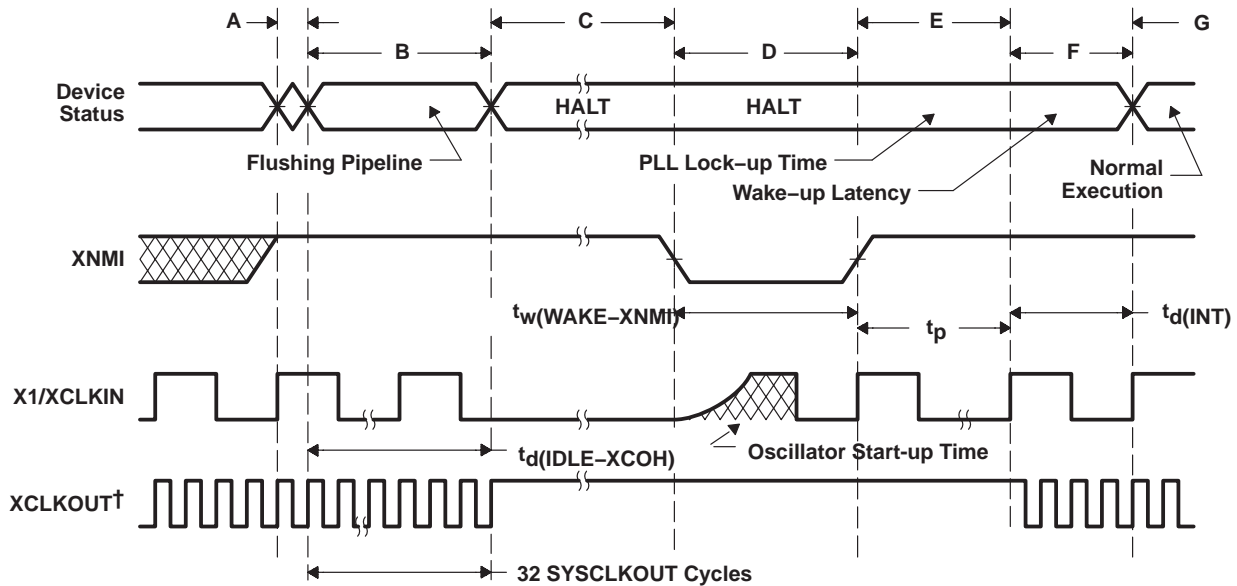 A
B
C
D
E
F
G
Device
Status
HALT
HALT
Flushing Pipeline
PLL Lock−up Time
Wake−up Latency
Normal
Execution
XNMI
tw(WAKE−XNMI)
tp
td(INT)
X1/XCLKIN
td(IDLE−XCOH)
Oscillator Start-up Time
XCLKOUT†
32 SYSCLKOUT Cycles